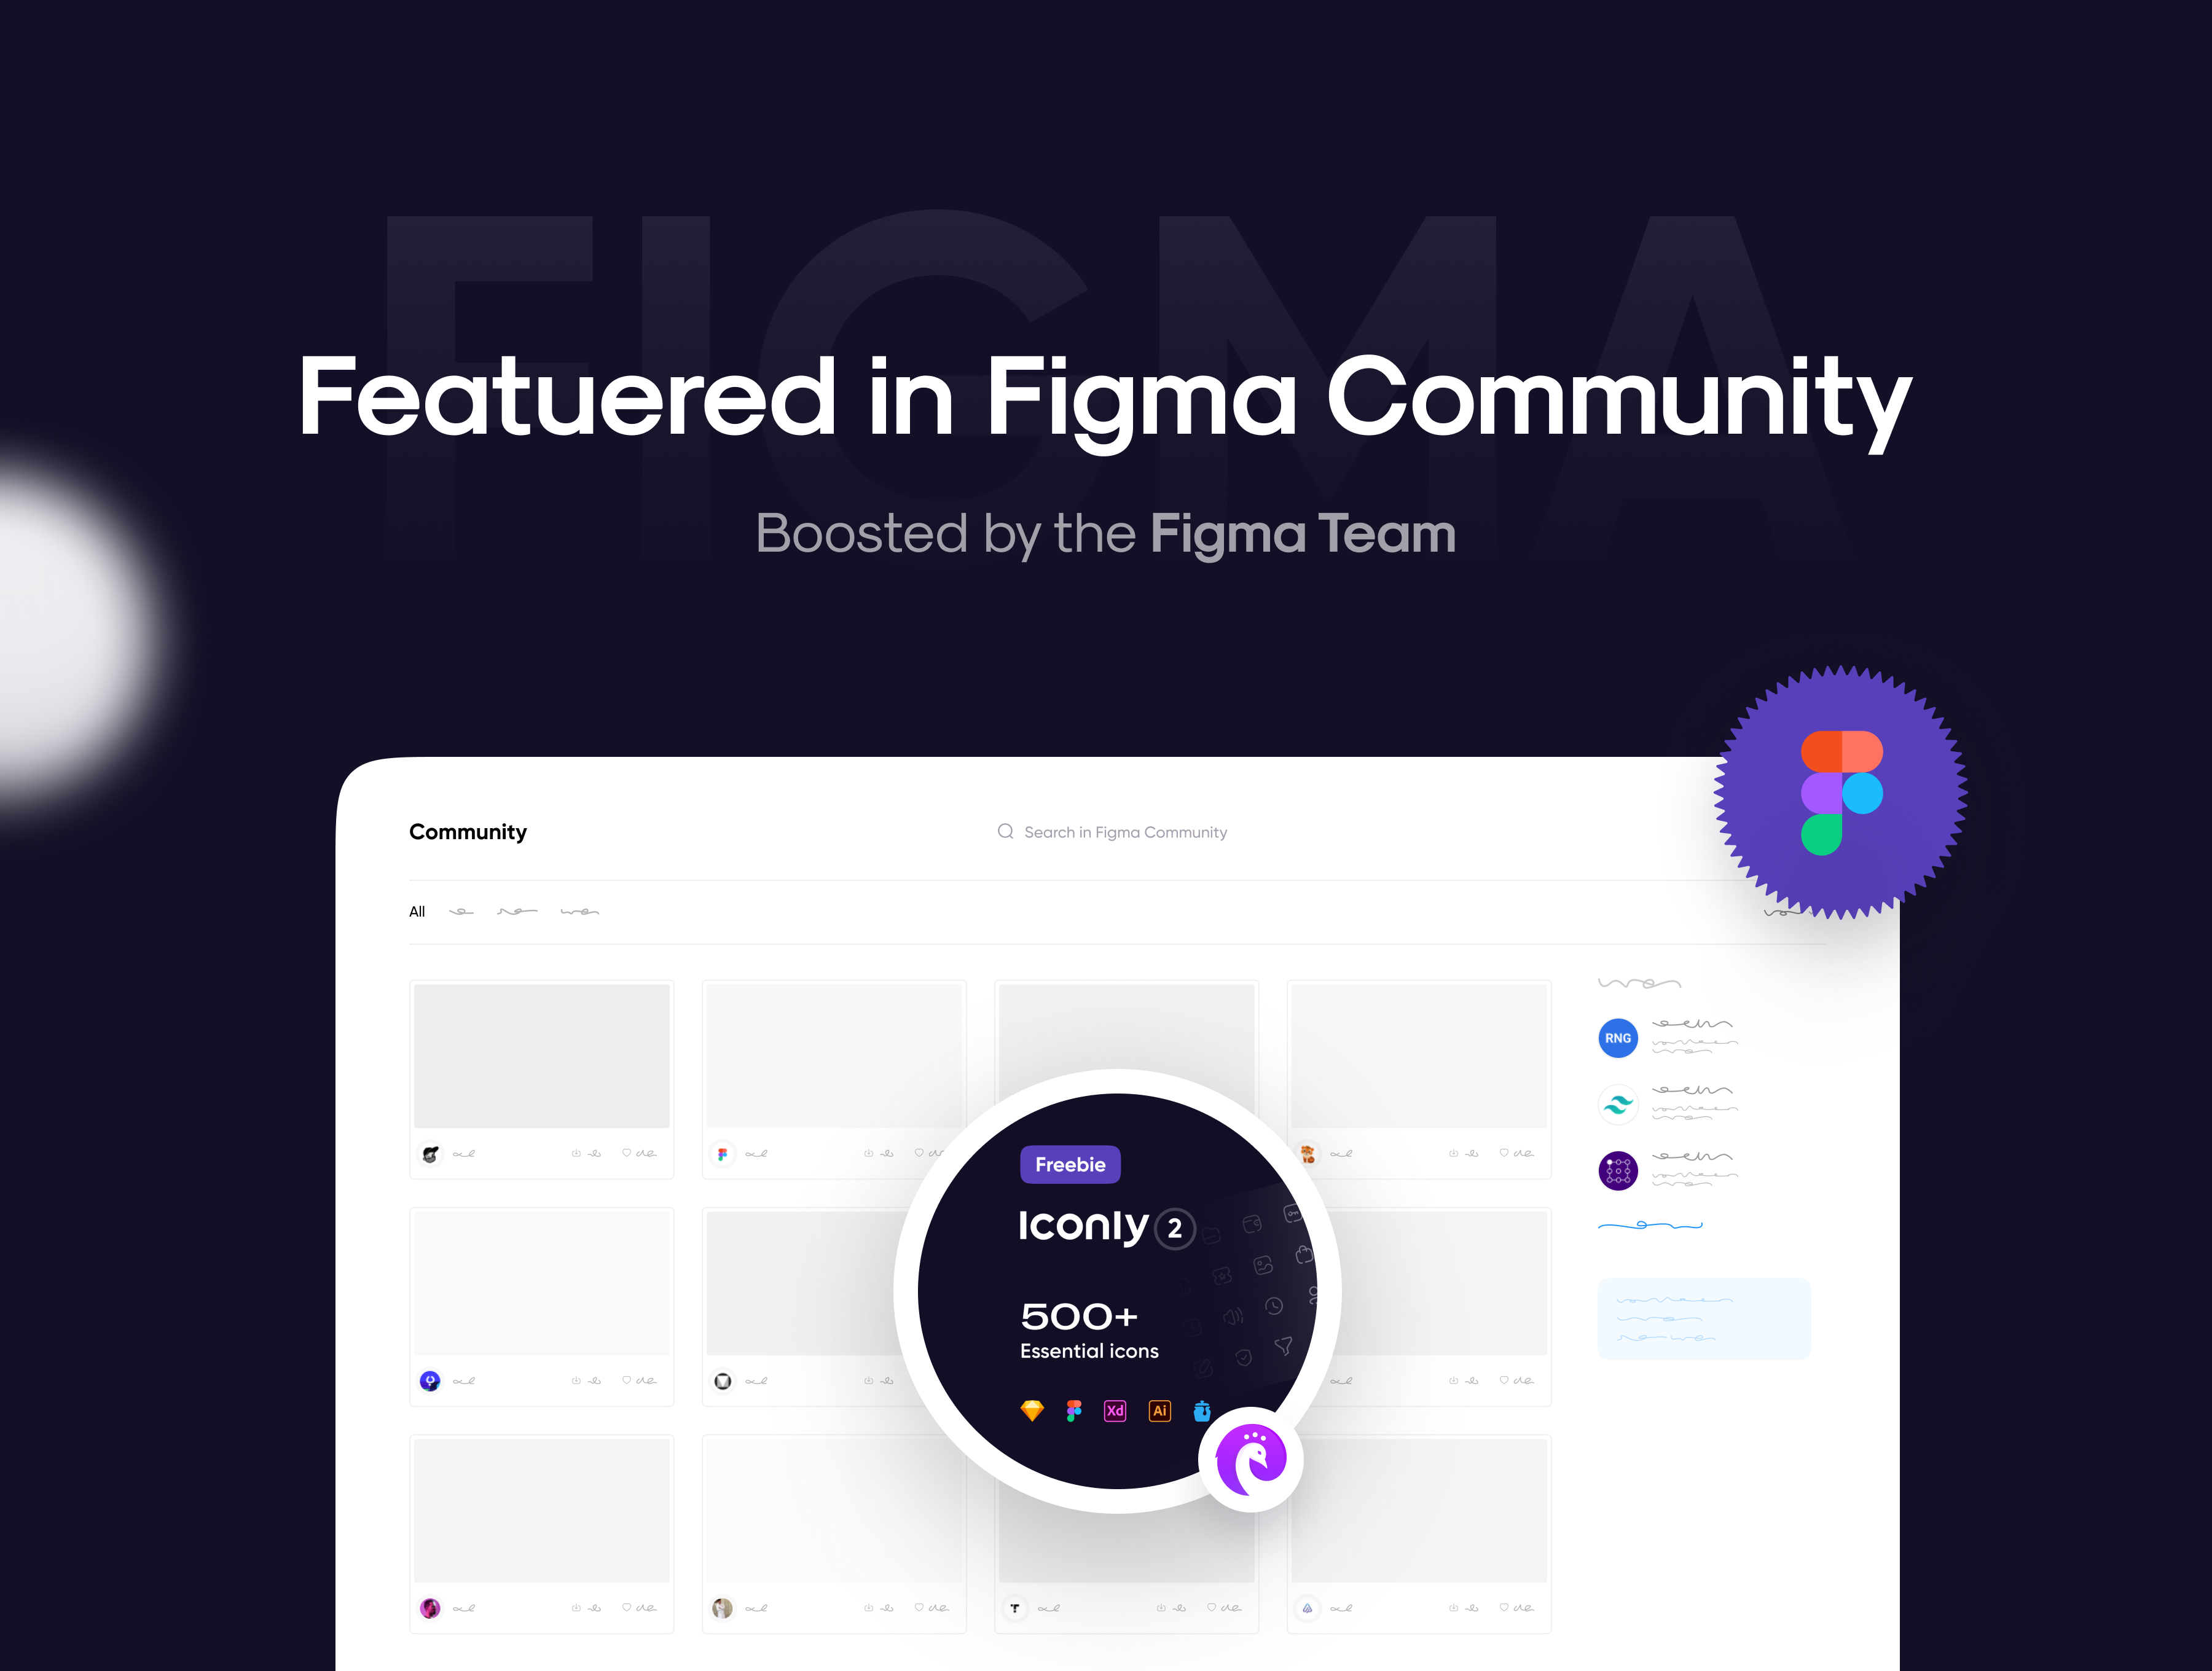 FIGMA
Featuered in Figma Community
Boosted by the Figma Team
Community
Search in Figma Community
All
RNG
Freebie
Iconly 2
500+
Essential icons
Xd
Ai
T